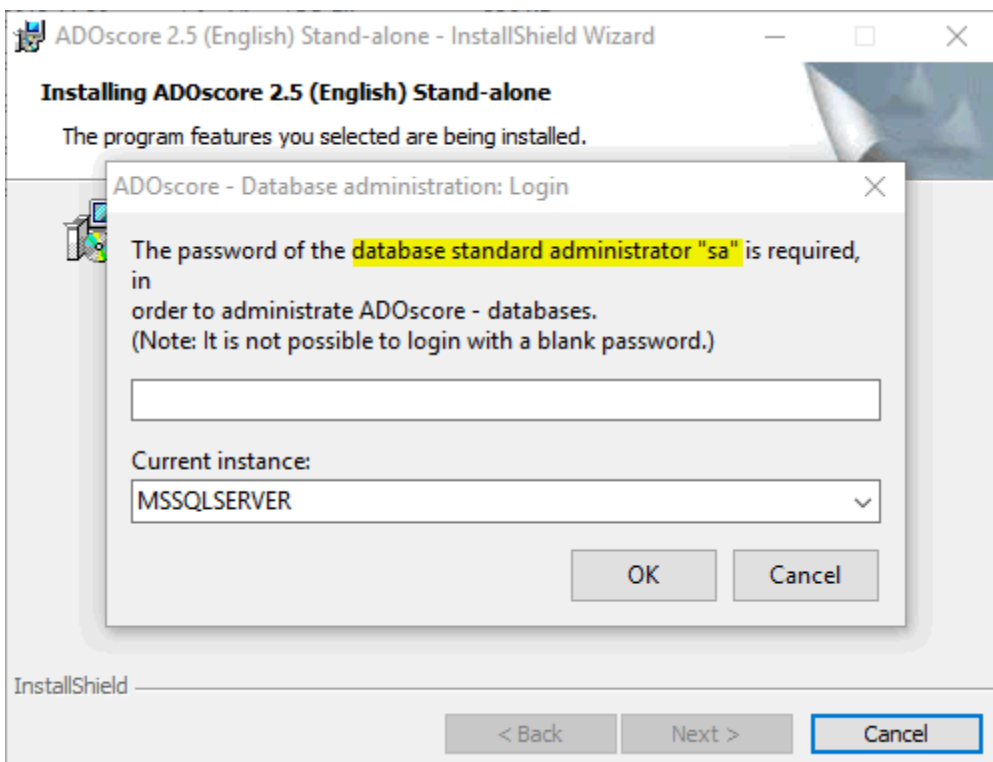 ADOscore 2.5 (English) Stand-alone - InstallShield Wizard
Installing ADOscore 2.5 (English) Stand-alone
The program features you selected are being installed.
ADOscore - Database administration: Login
The password of the database standard administrator "sa" is required,
in
order to administrate ADOscore - databases.
(Note: It is not possible to login with a blank password.)
Current instance:
MSSQLSERVER
OK Cancel
InstallShield
< Back Next > Cancel